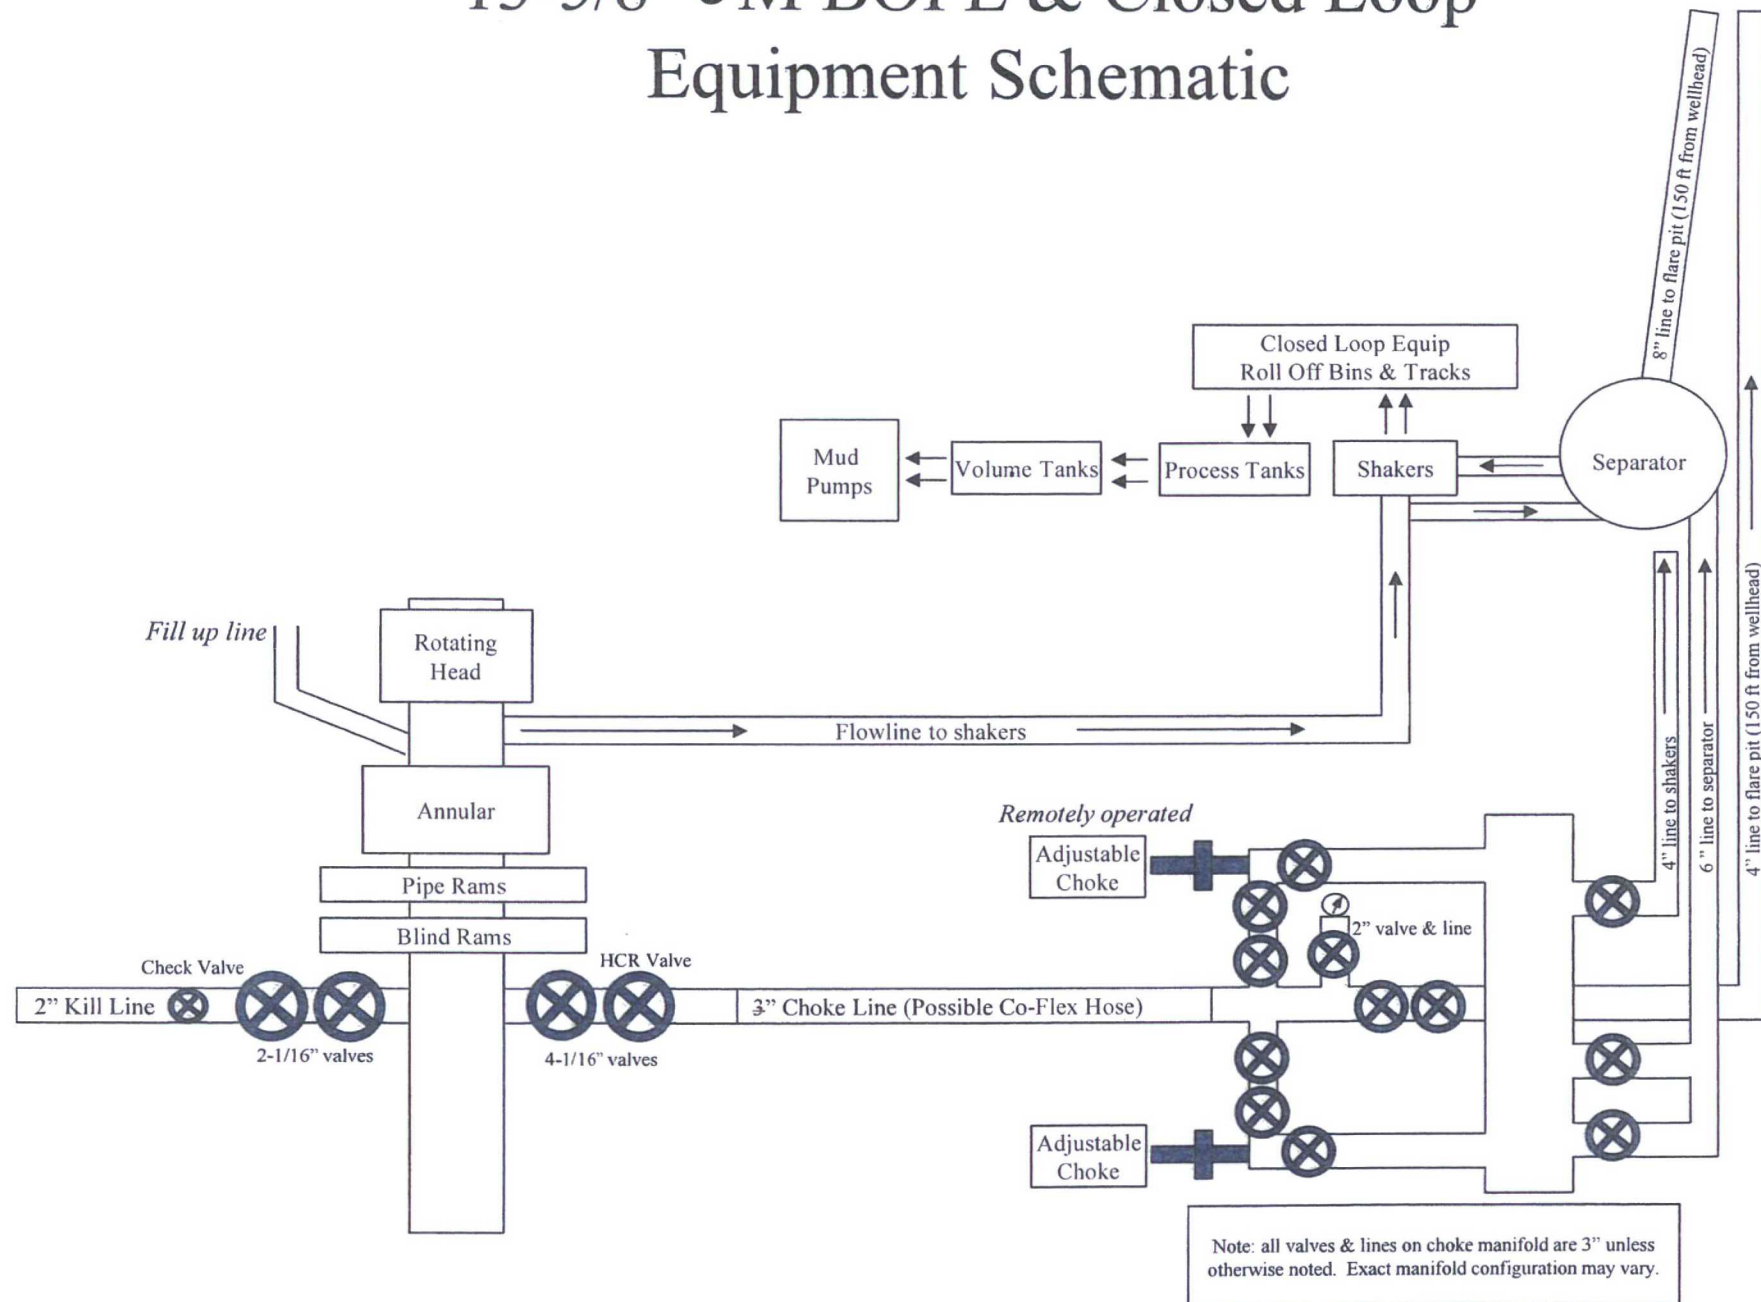 BOPE & Closed Loop
Equipment Schematic
8" line to flare pit (150 ft from wellhead)
Closed Loop Equip
Roll Off Bins & Tracks
Mud
Pumps
Volume Tanks
Process Tanks
Shakers
Separator
Fill up line
Rotating
Head
Flowline to shakers
4" line to shakers
6 " line to separator
4" line to flare pit (150 ft from wellhead)
Annular
Remotely operated
Adjustable
Choke
Pipe Rams
2" valve & line
Blind Rams
Check Valve
HCR Valve
2" Kill Line
3" Choke Line (Possible Co-Flex Hose)
2-1/16" valves
4-1/16" valves
Adjustable
Choke
Note: all valves & lines on choke manifold are 3" unless
otherwise noted. Exact manifold configuration may vary.